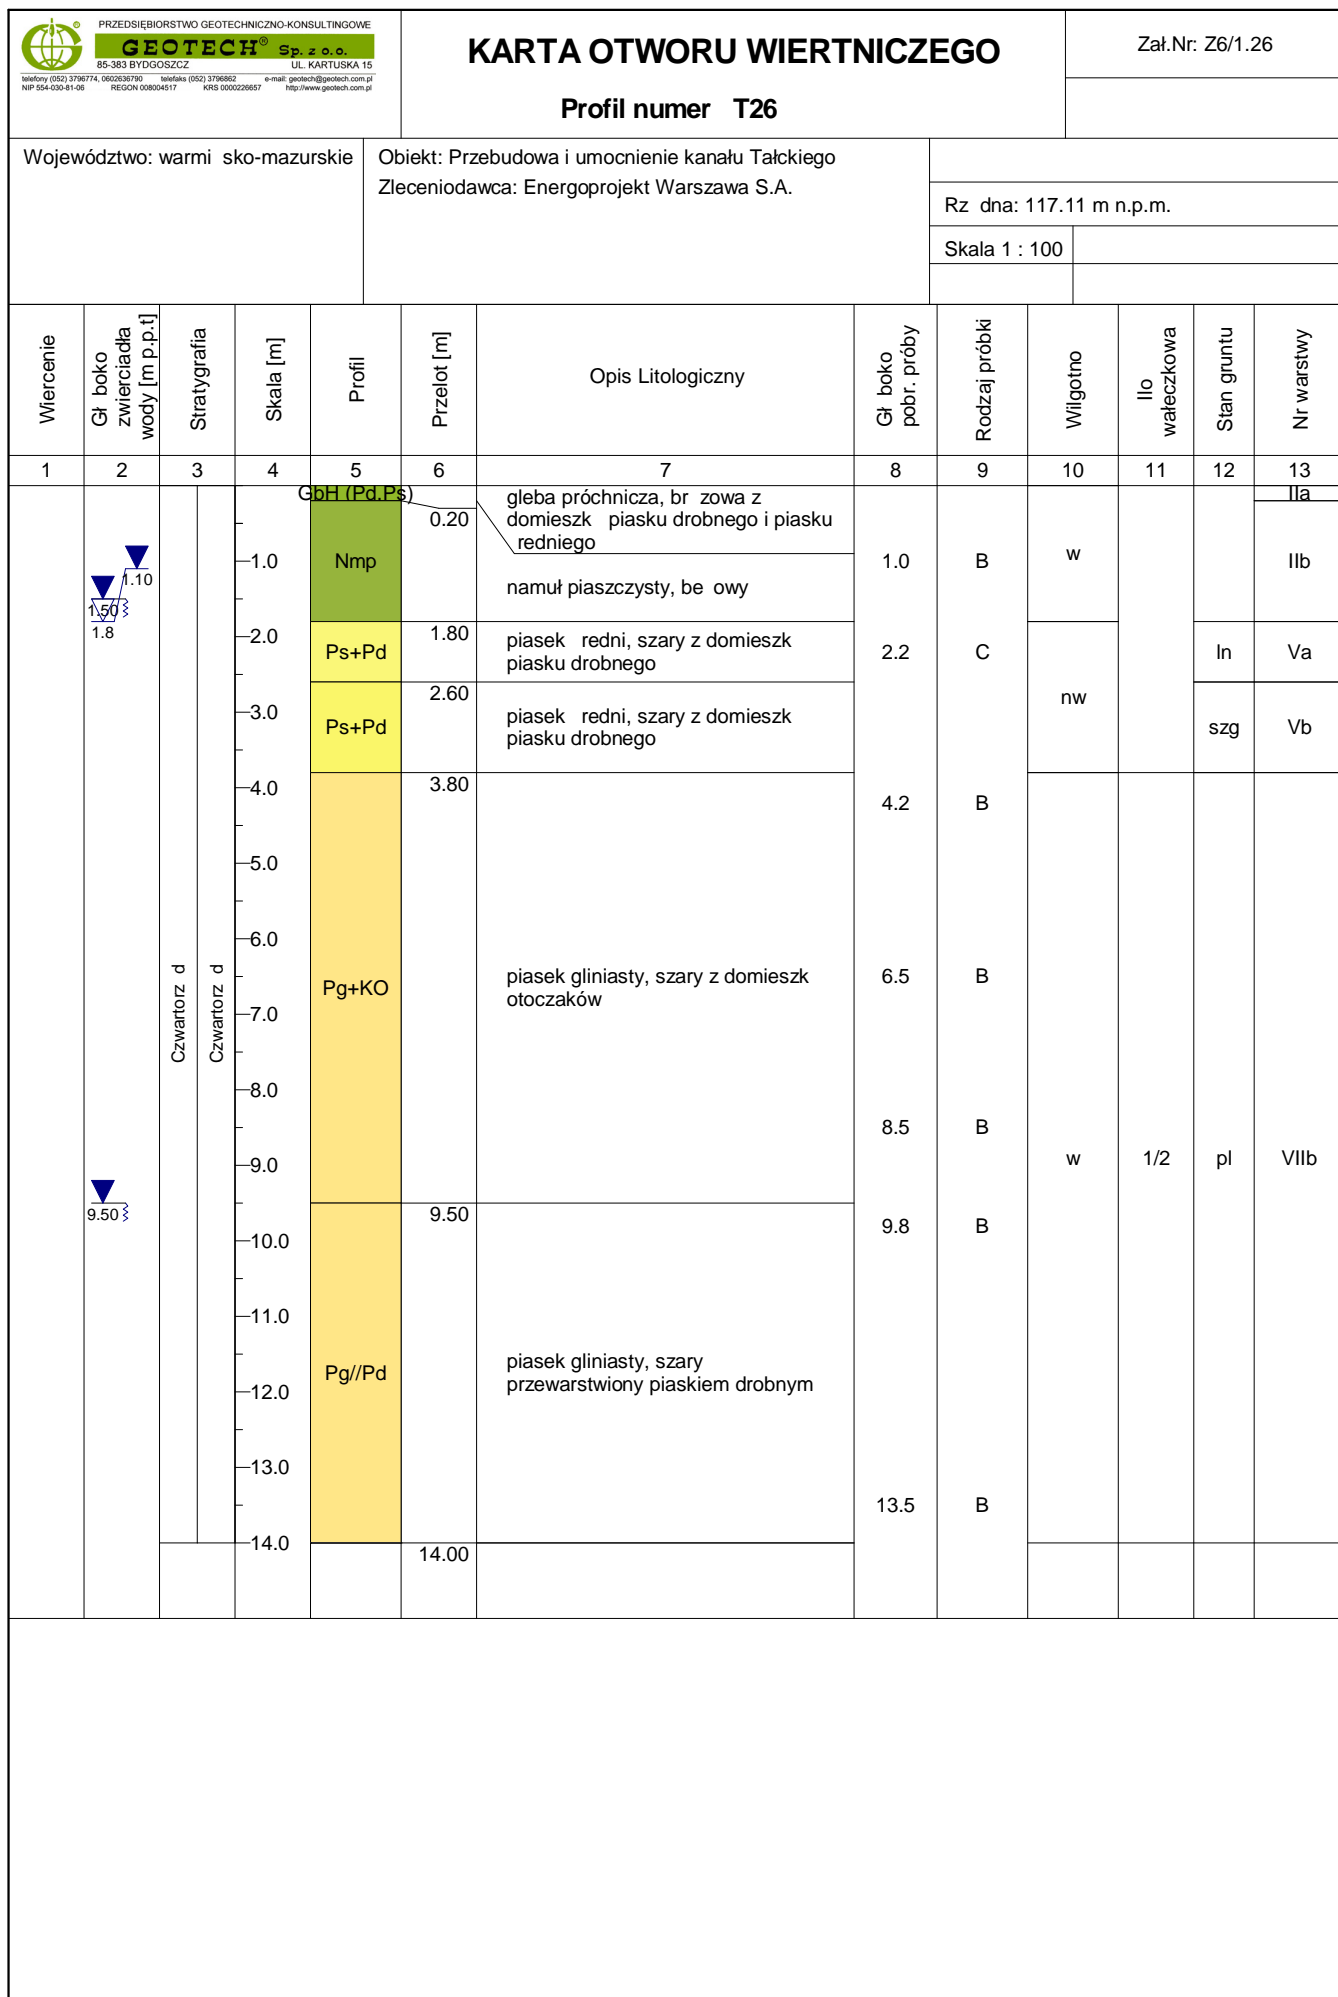 PRZEDSIĘBIORSTWO GEOTECHNICZNO-KONSULTINGOWE
GEOTECH® Sp. z o.o.
85-383 BYDGOSZCZ UL. KARTUSKA 15
telefony (052) 3796774, 0602636790 telefaks (052) 3796862 e-mail: geotech@geotech.com.pl
NIP 554-030-81-06 REGON 008004517 KRS 0000226657 http://www.geotech.com.pl
KARTA OTWORU WIERTNICZEGO
Profil numer T26
Zał.Nr: Z6/1.26
Województwo: warmi sko-mazurskie
Obiekt: Przebudowa i umocnienie kanału Tałckiego
Zleceniodawca: Energoprojekt Warszawa S.A.
Rz dna: 117.11 m n.p.m.
Skala 1 : 100
Wiercenie
Gł boko
zwierciadła
wody [m p.p.t]
Stratygrafia
Skala [m]
Profil
Przelot [m]
Opis Litologiczny
Gł boko
pobr. próby
Rodzaj próbki
Wilgotno
Ilo
wałeczkowa
Stan gruntu
Nr warstwy
1 2 3 4 5 6 7 8 9 10 11 12 13
GbH (Pd,Ps)
gleba próchnicza, br zowa z
domieszk piasku drobnego i piasku
redniego
IIa
0.20
1.0
Nmp
namuł piaszczysty, be owy
1.0 B w IIb
1.10
1.50
1.8
2.0
1.80
Ps+Pd
piasek redni, szary z domieszk
piasku drobnego
2.2 C ln Va
2.60
nw
3.0
Ps+Pd
piasek redni, szary z domieszk
piasku drobnego
szg Vb
3.80
4.0
4.2 B
5.0
6.0
Czwartorz d
Czwartorz d
Pg+KO
piasek gliniasty, szary z domieszk
otoczaków
6.5 B
7.0
8.0
8.5 B
9.0
w 1/2 pl VIIb
9.50
9.50
9.8 B
10.0
11.0
Pg//Pd
piasek gliniasty, szary
przewarstwiony piaskiem drobnym
12.0
13.0
13.5 B
14.0
14.00